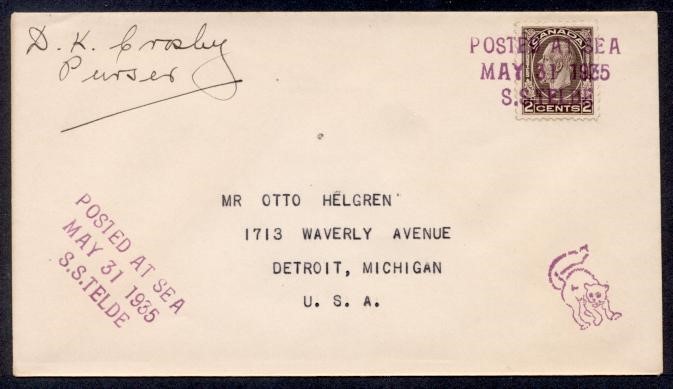 D. K. Crosby
Purser
CANADA
2 CENTS 2
POSTED AT SEA
MAY 31 1935
S.S.TELDE
MR OTTO HELGREN
1713 WAVERLY AVENUE
DETROIT, MICHIGAN
U. S. A.
POSTED AT SEA
MAY 31 1935
S.S.TELDE